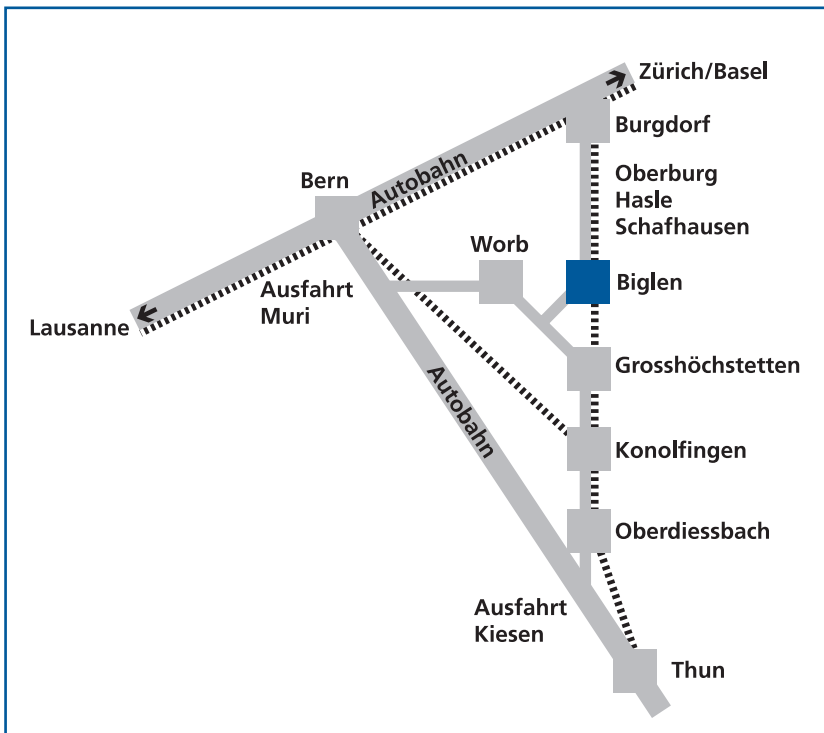 Zürich/Basel
Burgdorf
Autobahn
Oberburg
Hasle
Schafhausen
Bern
Worb
Biglen
Ausfahrt
Muri
Lausanne
Grosshöchstetten
Autobahn
Konolfingen
Oberdiessbach
Ausfahrt
Kiesen
Thun